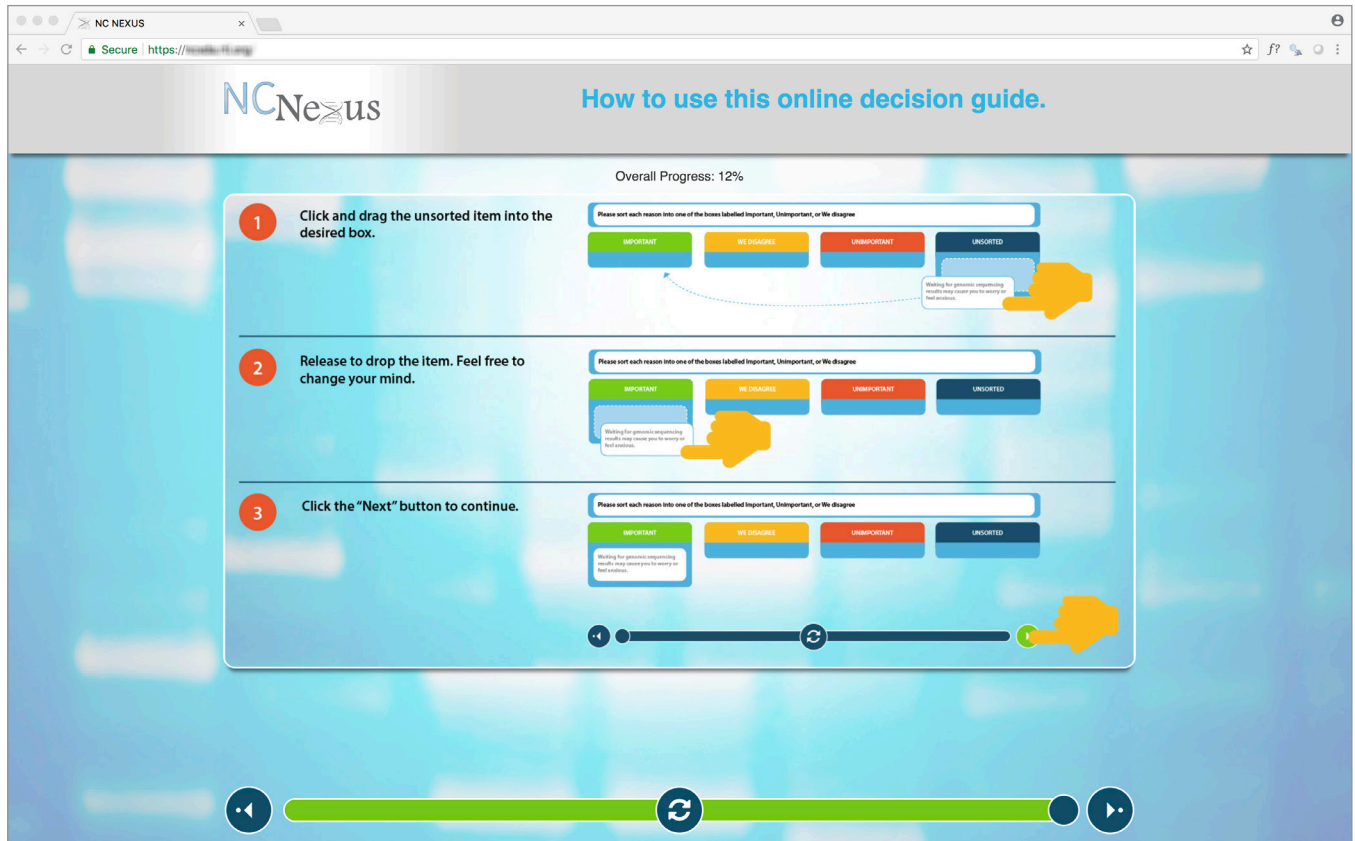 NC NEXUS
Secure https://
f?
NCNexus
How to use this online decision guide.
Overall Progress: 12%
1
Click and drag the unsorted item into the
desired box.
Please sort each reason into one of the boxes labelled Important, Unimportant, or We disagree
IMPORTANT WE DISAGREE UNIMPORTANT UNSORTED
Waiting for genomic sequencing
results may cause you to worry or
feel anxious.
2
Release to drop the item. Feel free to
change your mind.
Please sort each reason into one of the boxes labelled Important, Unimportant, or We disagree
IMPORTANT WE DISAGREE UNIMPORTANT UNSORTED
Waiting for genomic sequencing
results may cause you to worry or
feel anxious.
3
Click the “Next” button to continue.
Please sort each reason into one of the boxes labelled Important, Unimportant, or We disagree
IMPORTANT WE DISAGREE UNIMPORTANT UNSORTED
Waiting for genomic sequencing
results may cause you to worry or
feel anxious.